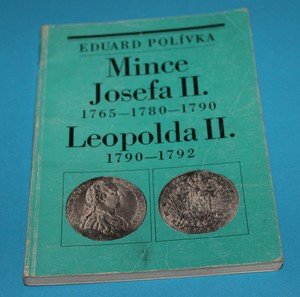 EDUARD POLÍVKA
Mince
Josefa II.
1765—1780—1790
Leopolda II.
1790—1792